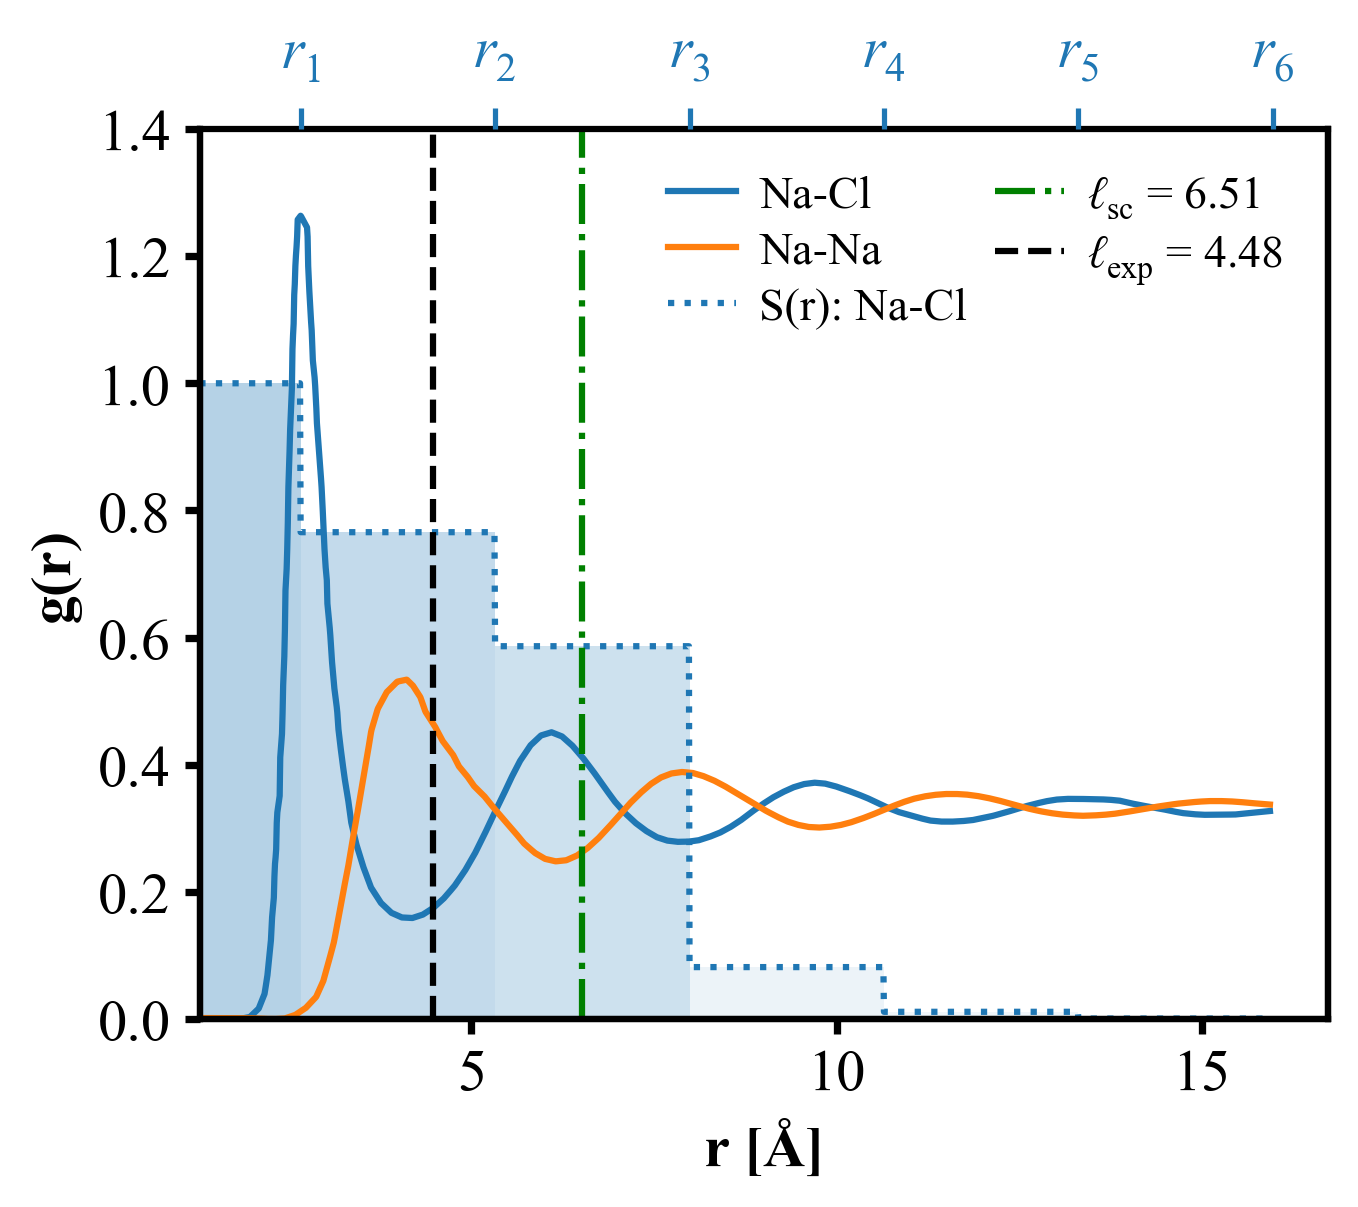 r₁ r₂ r₃ r₄ r₅ r₆
1.4
1.2
1.0
0.8
0.6
0.4
0.2
0.0
g(r)
Na-Cl
Na-Na
S(r): Na-Cl
ℓsc = 6.51
ℓexp = 4.48
5 10 15
r [Å]